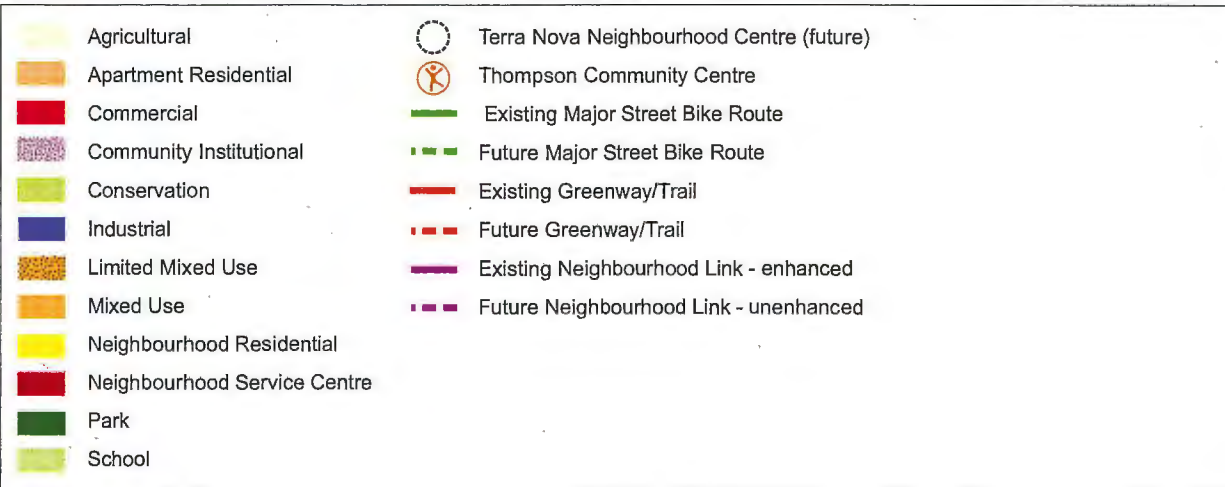 Agricultural
Apartment Residential
Commercial
Community Institutional
Conservation
Industrial
Limited Mixed Use
Mixed Use
Neighbourhood Residential
Neighbourhood Service Centre
Park
School
Terra Nova Neighbourhood Centre (future)
Thompson Community Centre
Existing Major Street Bike Route
Future Major Street Bike Route
Existing Greenway/Trail
Future Greenway/Trail
Existing Neighbourhood Link - enhanced
Future Neighbourhood Link - unenhanced